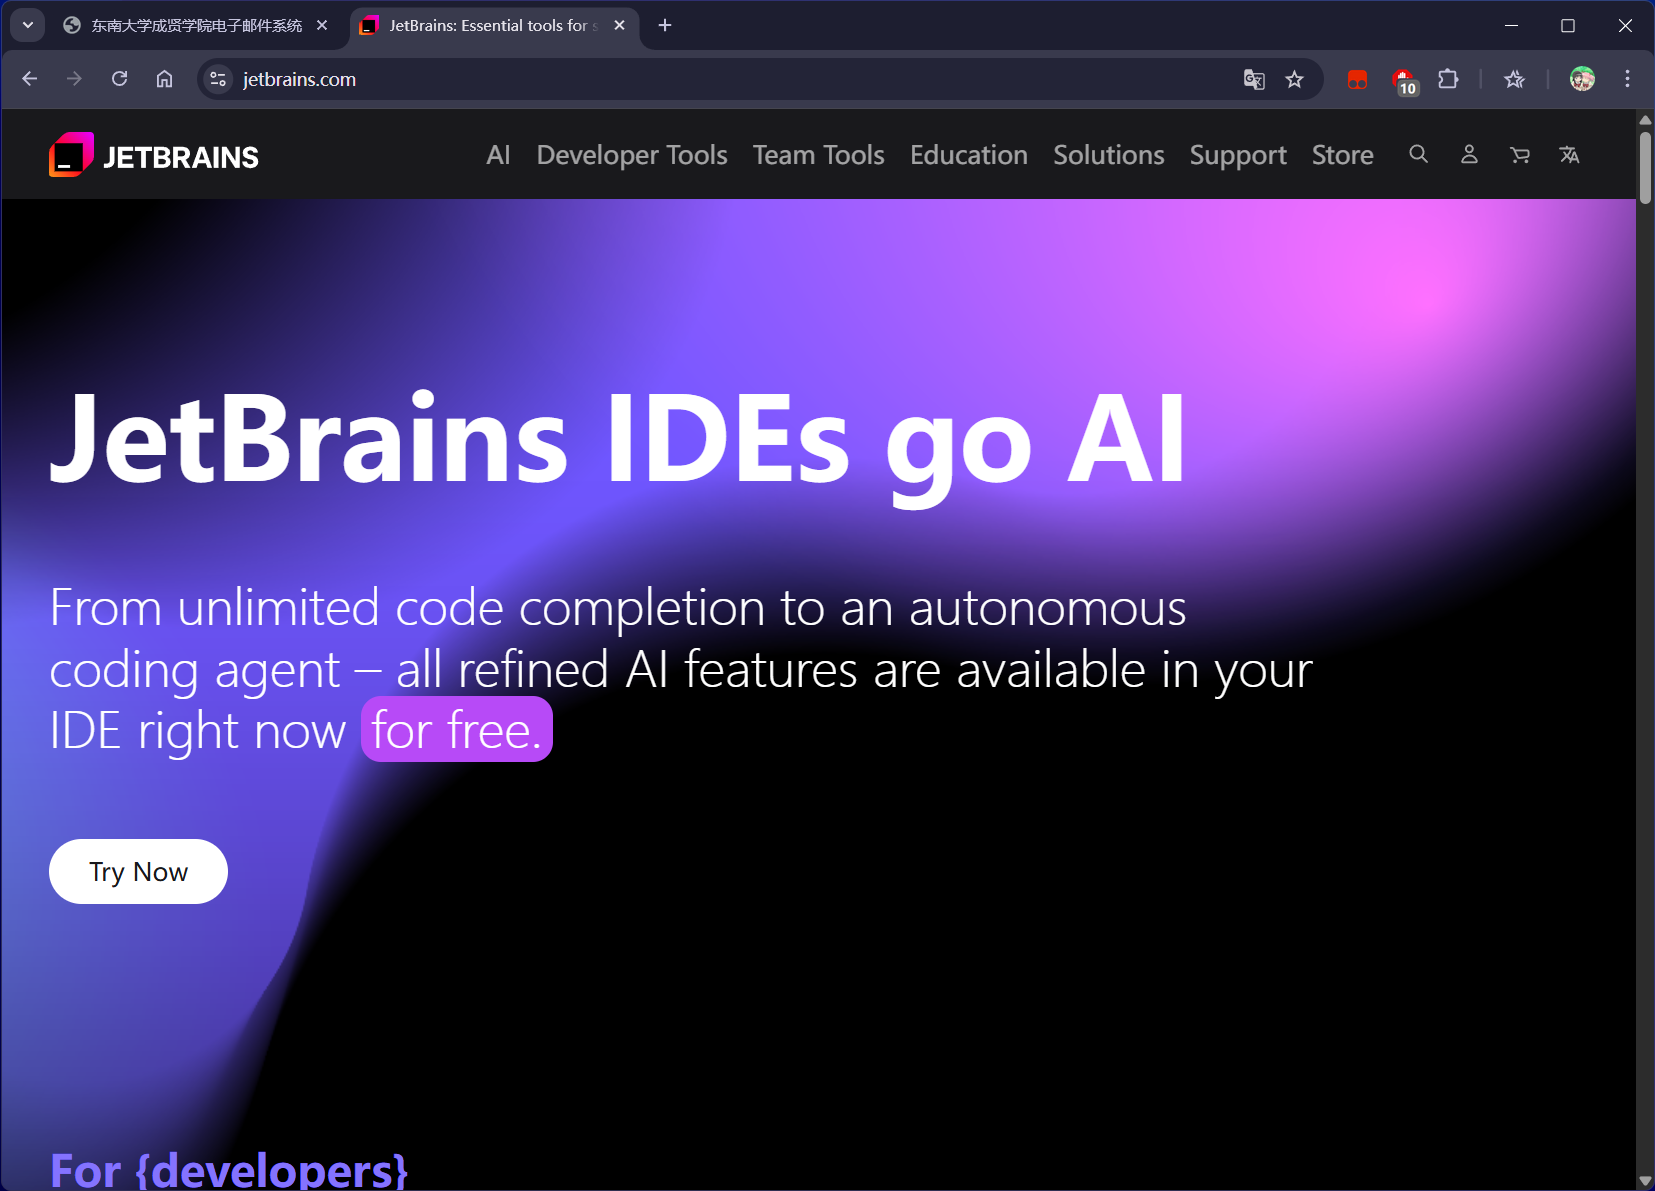 东南大学成贤学院电子邮件系统
JetBrains: Essential tools for
jetbrains.com
10
JETBRAINS
AI Developer Tools Team Tools Education Solutions Support Store
JetBrains IDEs go AI
From unlimited code completion to an autonomous
coding agent – all refined AI features are available in your
IDE right now for free.
Try Now
For {developers}